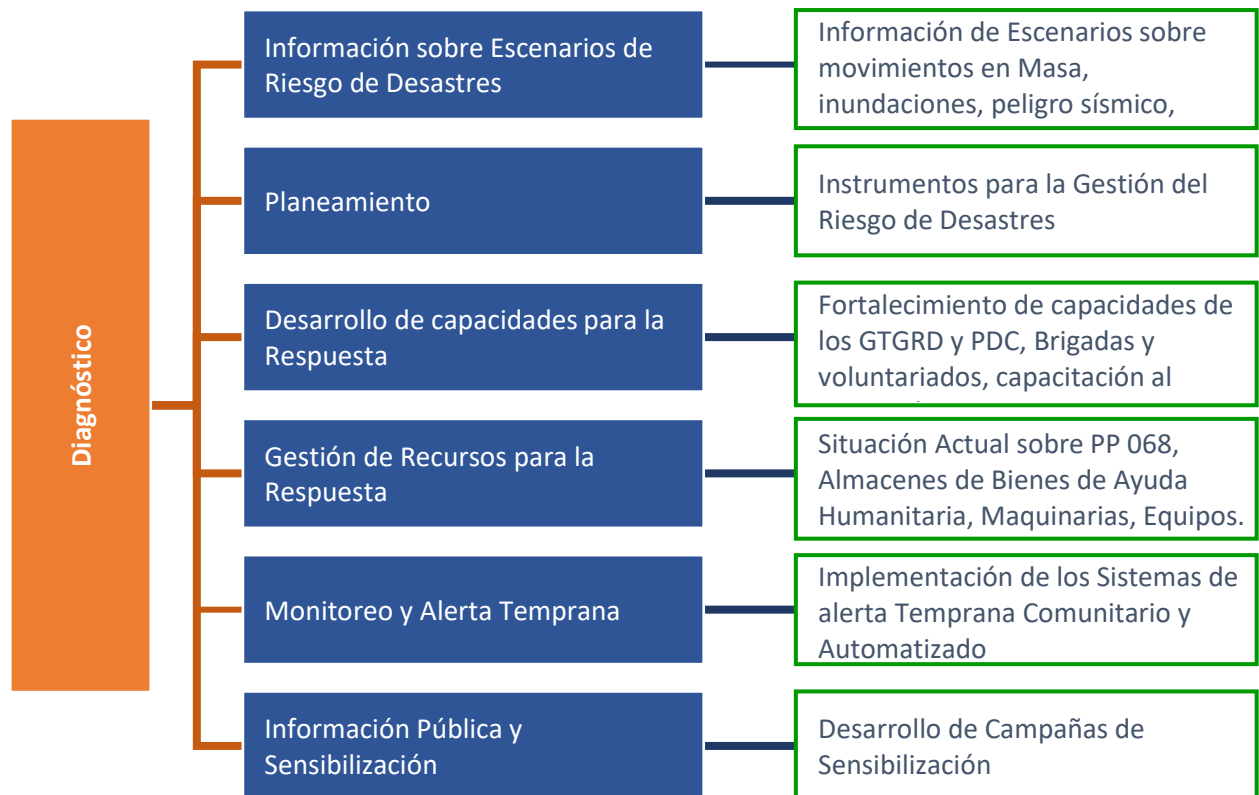 Diagnóstico
Información sobre Escenarios de
Riesgo de Desastres
Información de Escenarios sobre
movimientos en Masa,
inundaciones, peligro sísmico,
Planeamiento
Instrumentos para la Gestión del
Riesgo de Desastres
Desarrollo de capacidades para la
Respuesta
Fortalecimiento de capacidades de
los GTGRD y PDC, Brigadas y
voluntariados, capacitación al
Gestión de Recursos para la
Respuesta
Situación Actual sobre PP 068,
Almacenes de Bienes de Ayuda
Humanitaria, Maquinarias, Equipos.
Monitoreo y Alerta Temprana
Implementación de los Sistemas de
alerta Temprana Comunitario y
Automatizado
Información Pública y
Sensibilización
Desarrollo de Campañas de
Sensibilización